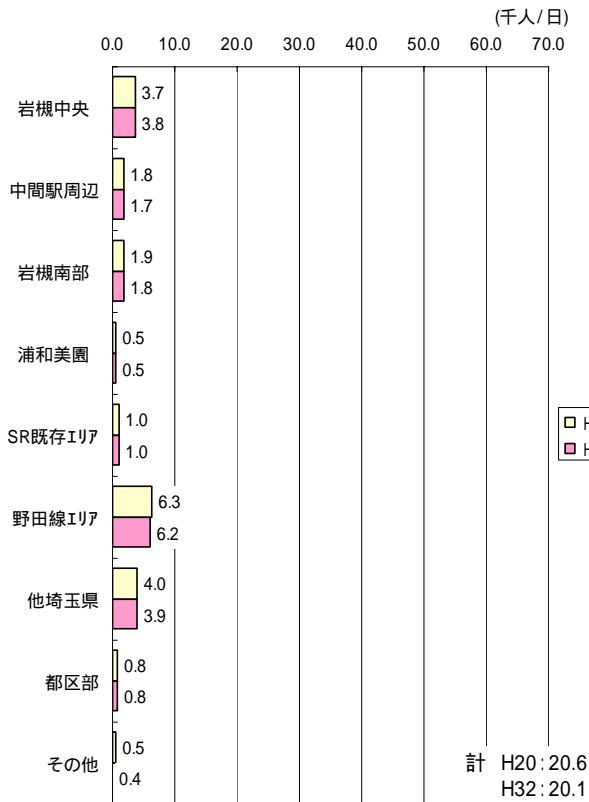 (千人/日)
0.0 10.0 20.0 30.0 40.0 50.0 60.0 70.0
岩槻中央 3.7
3.8
中間駅周辺 1.8
1.7
岩槻南部 1.9
1.8
浦和美園 0.5
0.5
SR既存ｴﾘｱ 1.0
1.0
野田線ｴﾘｱ 6.3
6.2
他埼玉県 4.0
3.9
都区部 0.8
0.8
その他 0.5
0.4
H
H
計 H20:20.6
H32:20.1